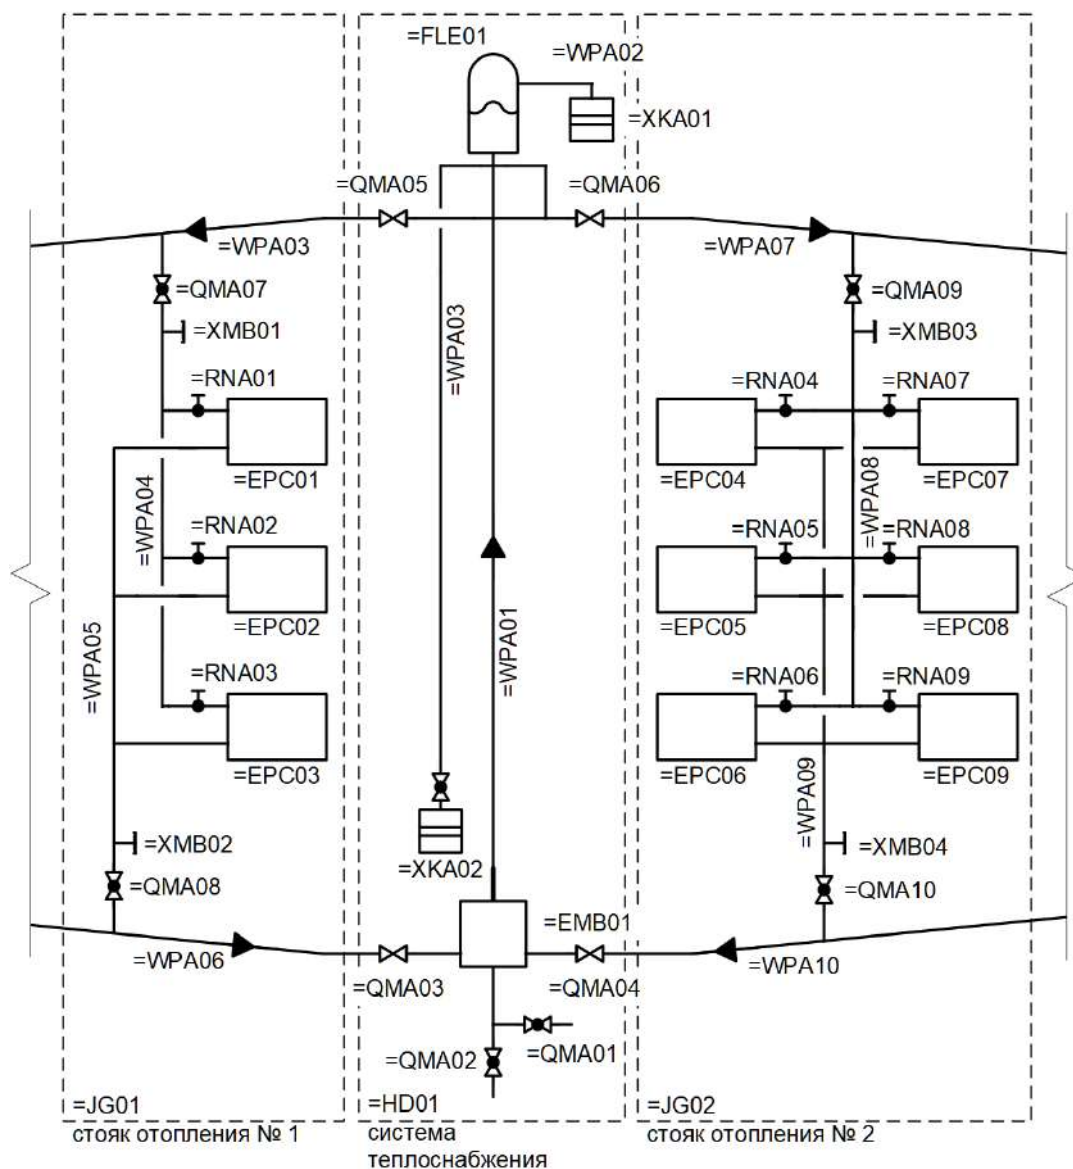 =FLE01
=WPA02
=XKA01
=QMA05
=QMA06
=WPA03
=WPA07
=QMA07
=QMA09
=XMB01
=XMB03
=WPA03
=RNA01
=RNA04
=RNA07
=EPC01
=EPC04
=EPC07
=WPA04
=WPA08
=RNA02
=RNA05
=RNA08
=EPC02
=EPC05
=EPC08
=WPA05
=WPA01
=RNA03
=RNA06
=RNA09
=EPC03
=EPC06
=EPC09
=WPA09
=XMB02
=XKA02
=XMB04
=QMA08
=QMA10
=EMB01
=WPA06
=WPA10
=QMA03
=QMA04
=QMA02
=QMA01
=JG01
=HD01
=JG02
стояк отопления № 1
система
теплоснабжения
стояк отопления № 2